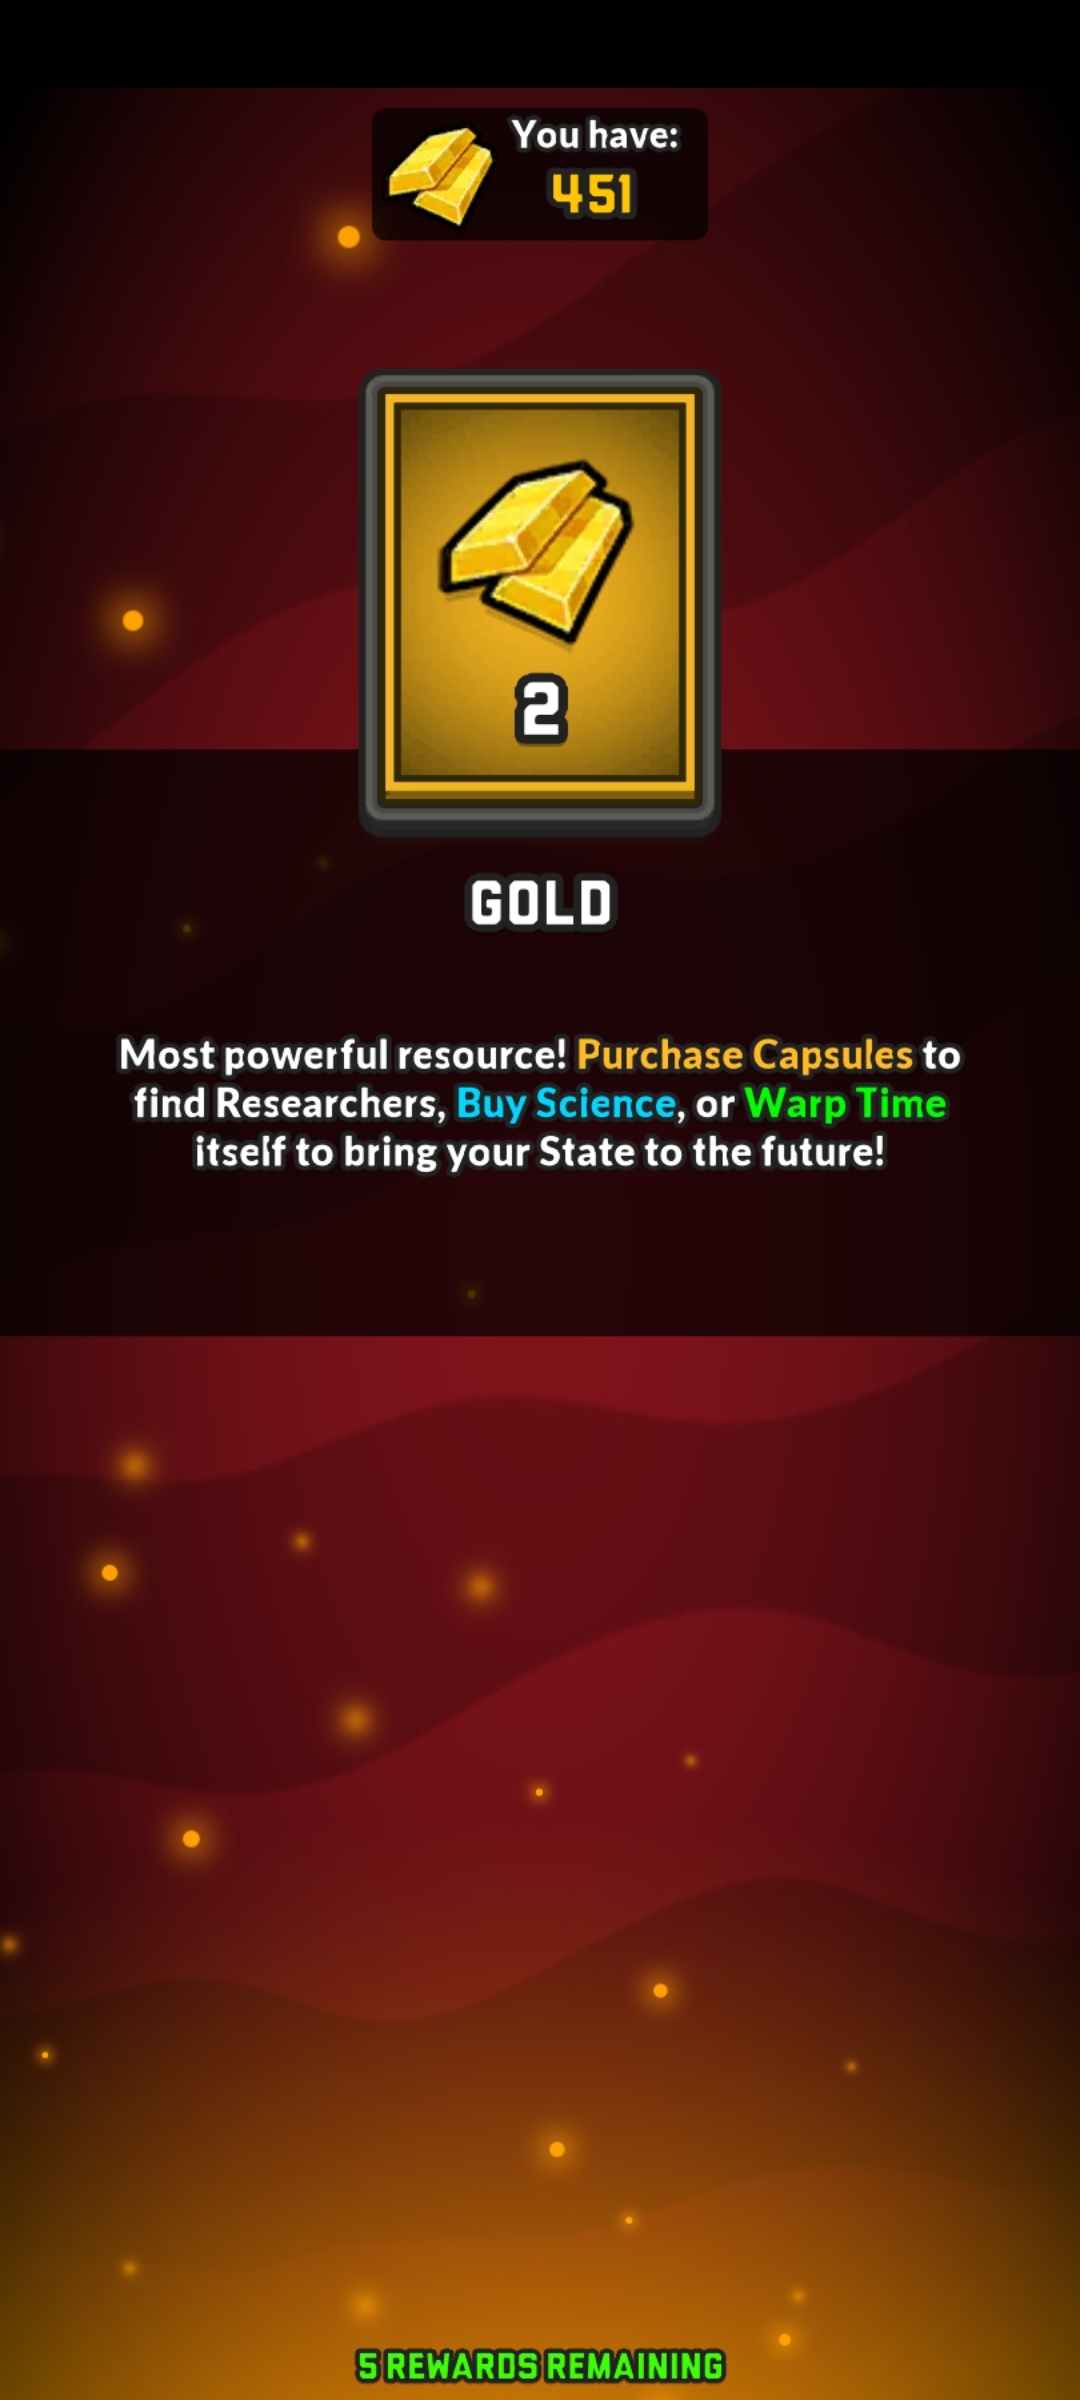 You have:
451
2
GOLD
Most powerful resource! Purchase Capsules to
find Researchers, Buy Science, or Warp Time
itself to bring your State to the future!
5 REWARDS REMAINING